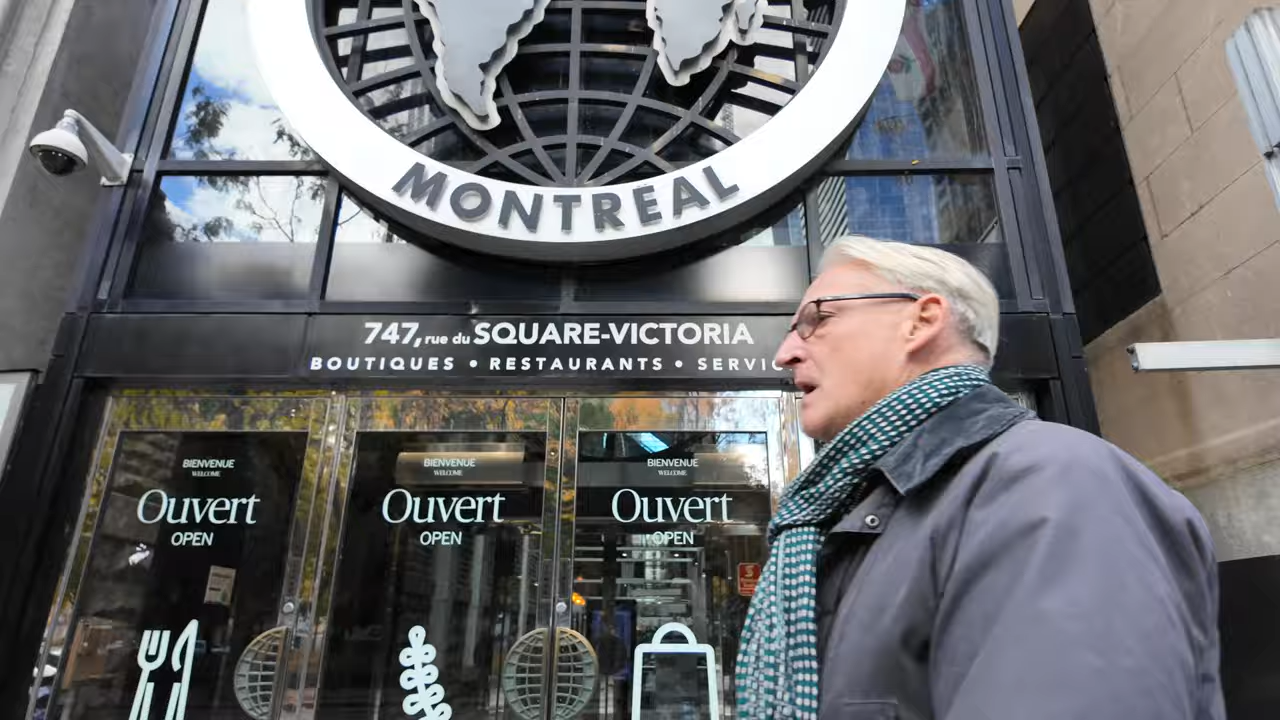 MONTRÉAL
747, rue du SQUARE-VICTORIA
BOUTIQUES • RESTAURANTS • SERVIC
BIENVENUE
WELCOME
Ouvert
OPEN
BIENVENUE
WELCOME
Ouvert
OPEN
BIENVENUE
WELCOME
Ouvert
OPEN